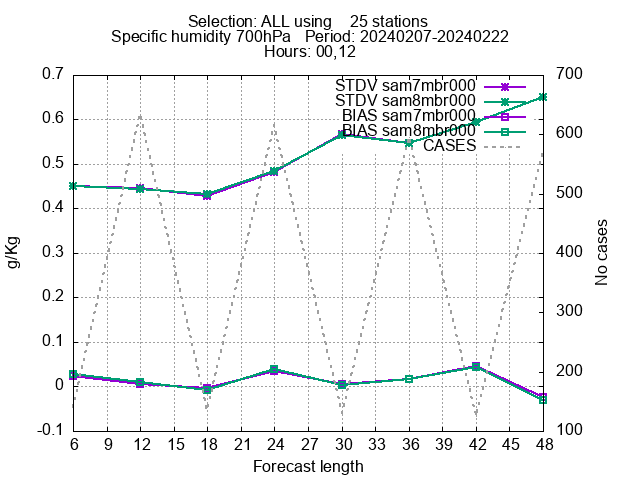 Selection: ALL using    25 stations
Specific humidity 700hPa   Period: 20240207-20240222
Hours: 00,12
STDV sam7mbr000
STDV sam8mbr000
BIAS sam7mbr000
BIAS sam8mbr000
CASES
0.7
0.6
0.5
0.4
0.3
0.2
0.1
0
-0.1
g/Kg
700
600
500
400
300
200
100
No cases
6 12 15 18 21 24 27 30 33 36 39 42 45 48
Forecast length